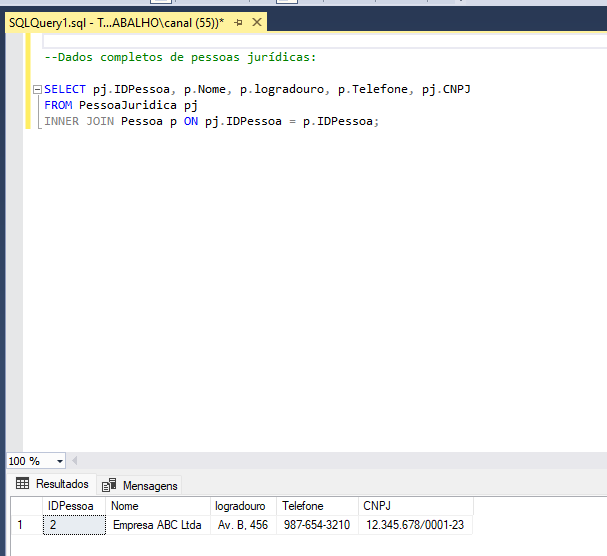 SQLQuery1.sql - T...ABALHO\canal (55))*
--Dados completos de pessoas jurídicas:
SELECT pj.IDPessoa, p.Nome, p.logradouro, p.Telefone, pj.CNPJ
FROM PessoaJuridica pj
INNER JOIN Pessoa p ON pj.IDPessoa = p.IDPessoa;
100 %
Resultados Mensagens
IDPessoa Nome logradouro Telefone CNPJ
1 2 Empresa ABC Ltda Av. B, 456 987-654-3210 12.345.678/0001-23